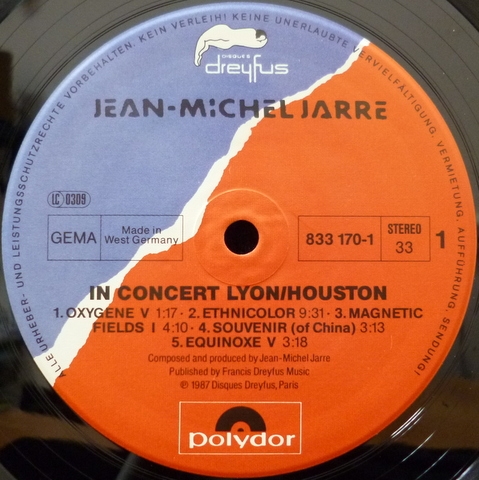 ALLE URHEBER- UND LEISTUNGSSCHUTZRECHTE VORBEHALTEN. KEIN VERLEIH! KEINE UNERLAUBTE VERVIELFÄLTIGUNG, VERMIETUNG, AUFFÜHRUNG, SENDUNG!
disques
dreyfus
JEAN-MICHEL JARRE
LC 0309
GEMA
Made in
West Germany
833 170-1
STEREO
33
1
IN CONCERT LYON/HOUSTON
1. OXYGENE V 1:17 · 2. ETHNICOLOR 9:31 · 3. MAGNETIC
FIELDS I 4:10 · 4. SOUVENIR (of China) 3:13
5. EQUINOXE V 3:18
Composed and produced by Jean-Michel Jarre
Published by Francis Dreyfus Music
℗ 1987 Disques Dreyfus, Paris
polydor